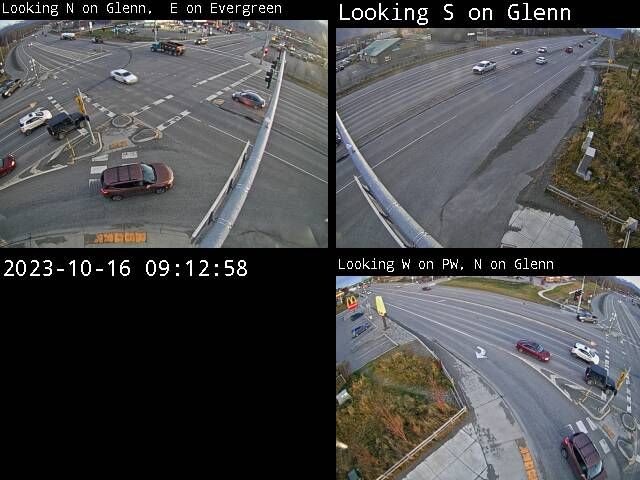 Looking N on Glenn,  E on Evergreen
Looking S on Glenn
2023-10-16 09:12:58
Looking W on PW, N on Glenn